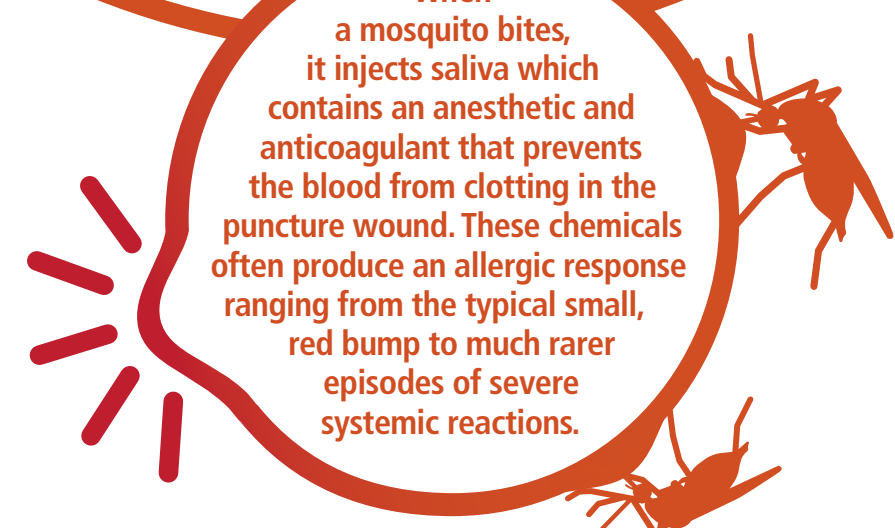 When
a mosquito bites,
it injects saliva which
contains an anesthetic and
anticoagulant that prevents
the blood from clotting in the
puncture wound. These chemicals
often produce an allergic response
ranging from the typical small,
red bump to much rarer
episodes of severe
systemic reactions.